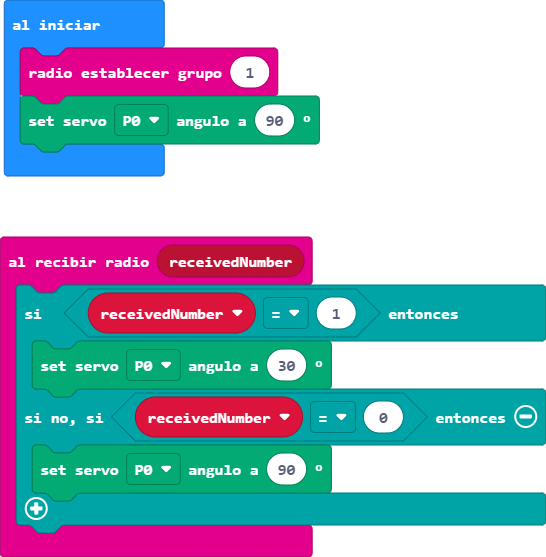 al iniciar
radio establecer grupo 1
set servo P0 angulo a 90 º
al recibir radio receivedNumber
si receivedNumber = 1 entonces
set servo P0 angulo a 30 º
si no, si receivedNumber = 0 entonces
set servo P0 angulo a 90 º